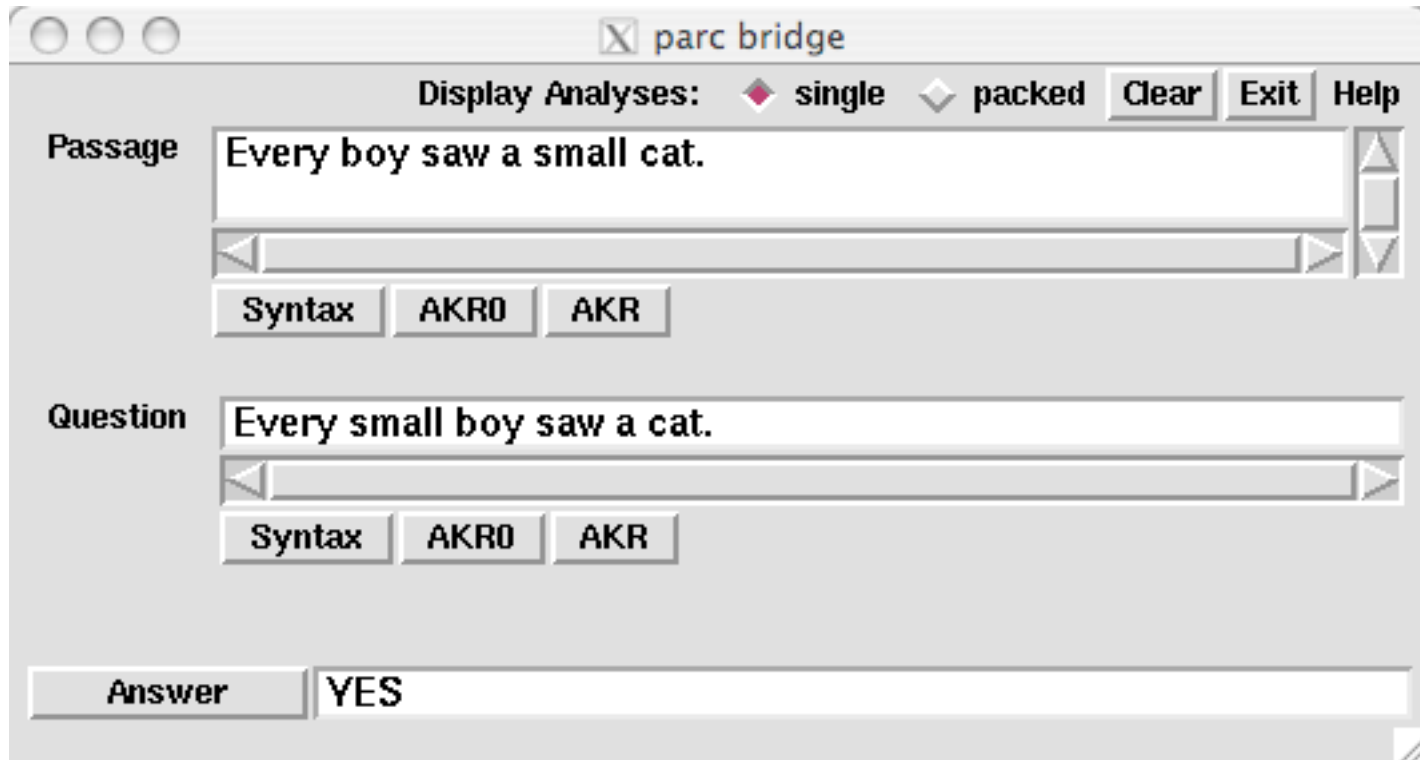 X parc bridge
Display Analyses: single packed Clear Exit Help
Passage Every boy saw a small cat.
Syntax AKR0 AKR
Question Every small boy saw a cat.
Syntax AKR0 AKR
Answer YES